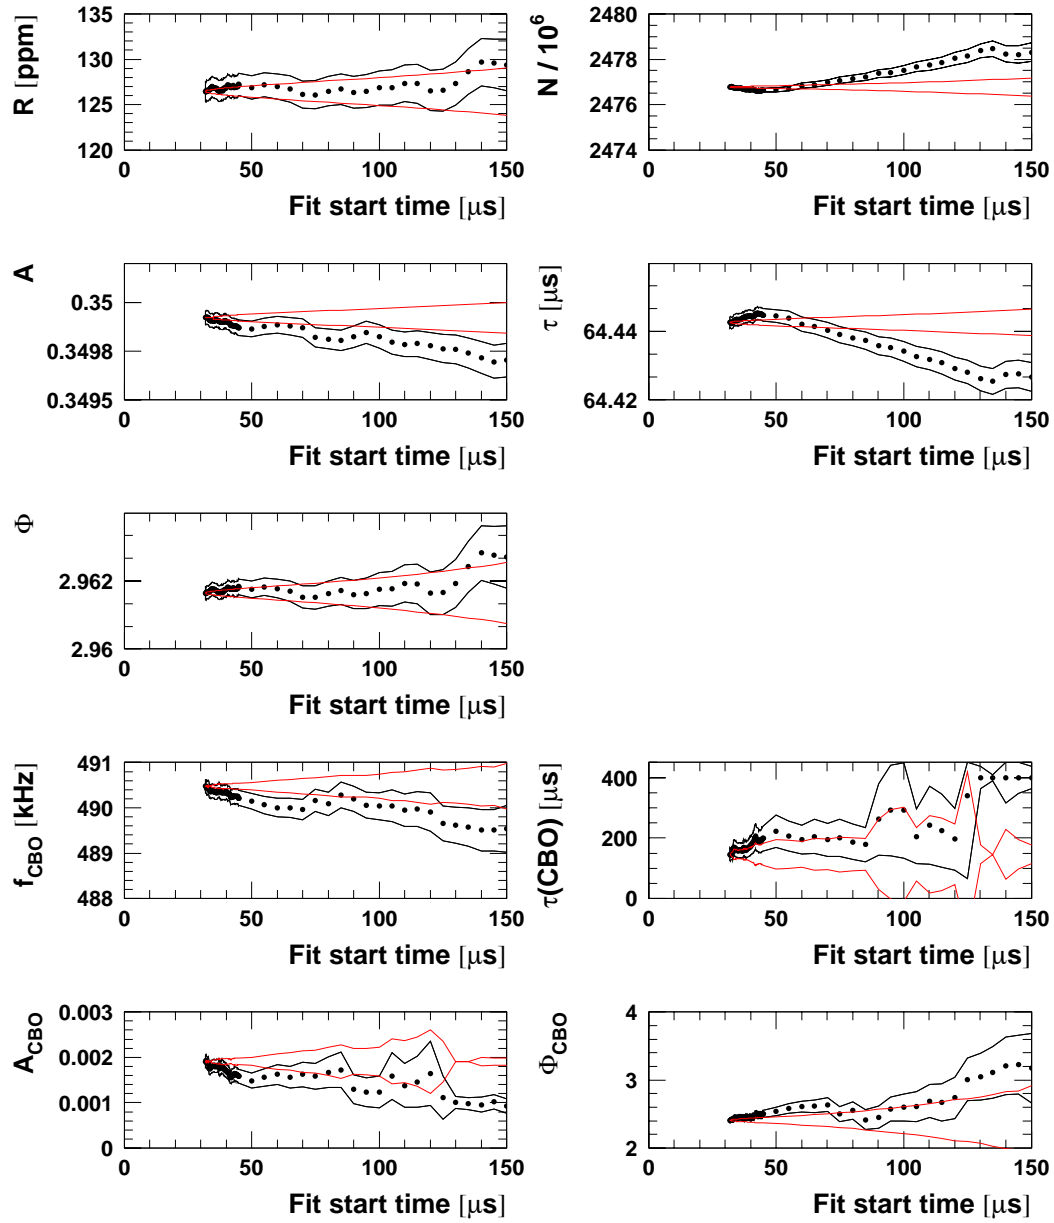 R [ppm]
135
130
125
120
0 50 100 150
Fit start time [μs]
N / 10^6
2480
2478
2476
2474
0 50 100 150
Fit start time [μs]
A
0.35
0.3498
0.3495
0 50 100 150
Fit start time [μs]
τ [μs]
64.44
64.42
0 50 100 150
Fit start time [μs]
Φ
2.962
2.96
0 50 100 150
Fit start time [μs]
f_CBO [kHz]
491
490
489
488
0 50 100 150
Fit start time [μs]
τ(CBO) [μs]
400
200
0
0 50 100 150
Fit start time [μs]
A_CBO
0.003
0.002
0.001
0
0 50 100 150
Fit start time [μs]
Φ_CBO
4
3
2
0 50 100 150
Fit start time [μs]